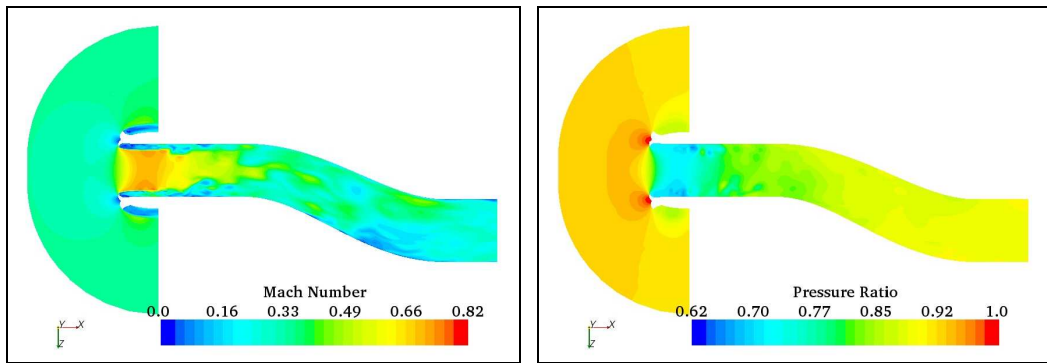 Mach Number
0.0 0.16 0.33 0.49 0.66 0.82
Y X
Z
Pressure Ratio
0.62 0.70 0.77 0.85 0.92 1.0
Y X
Z